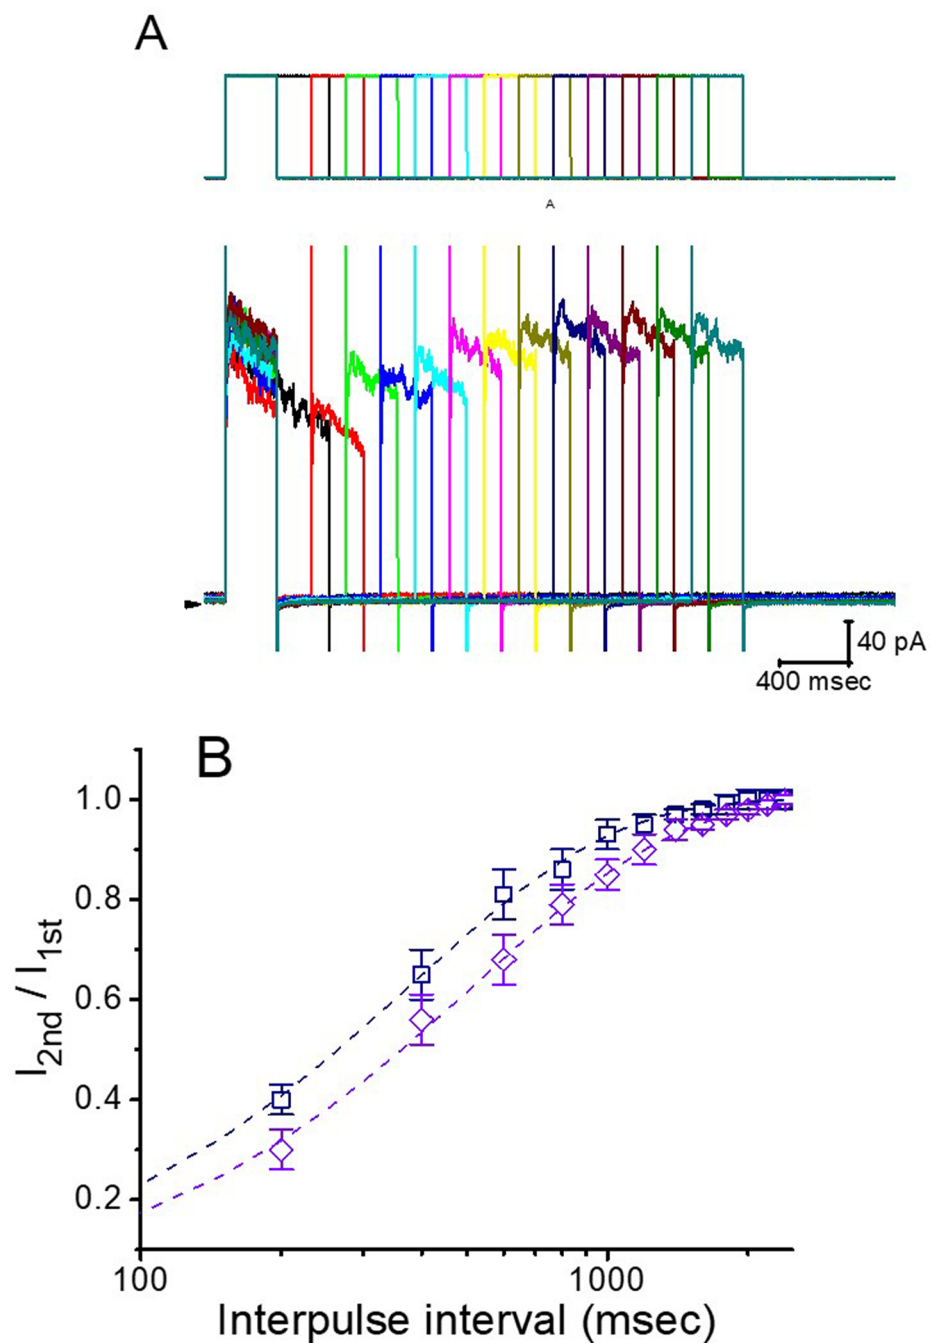 A
A
40 pA
400 msec
B
1.0
0.8
0.6
0.4
0.2
I2nd / I1st
100 1000
Interpulse interval (msec)